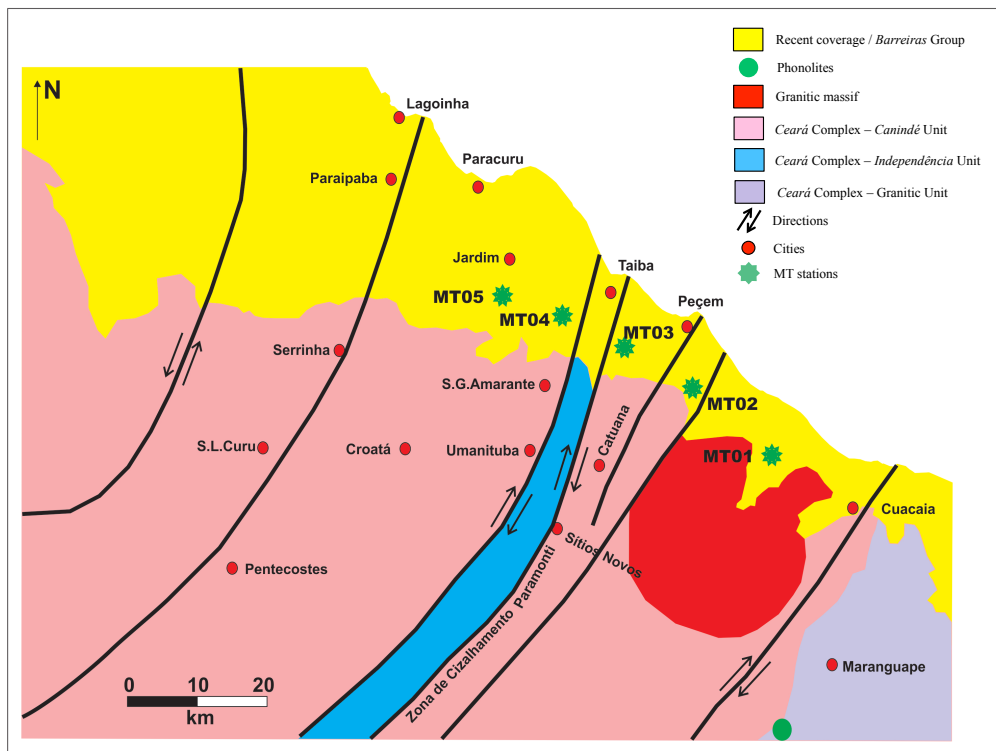 Recent coverage / Barreiras Group
Phonolites
Granitic massif
Ceará Complex – Canindé Unit
Ceará Complex – Independência Unit
Ceará Complex – Granitic Unit
Directions
Cities
MT stations
N
Lagoinha
Paraipaba
Paracuru
Jardim
Taiba
MT05
MT04
Peçem
MT03
Serrinha
S.G.Amarante
MT02
S.L.Curu
Croatá
Umanituba
Catuana
MT01
Cuacaia
Sítios Novos
Pentecostes
Zona de Cizalhamento Paramonti
Maranguape
0 10 20
km